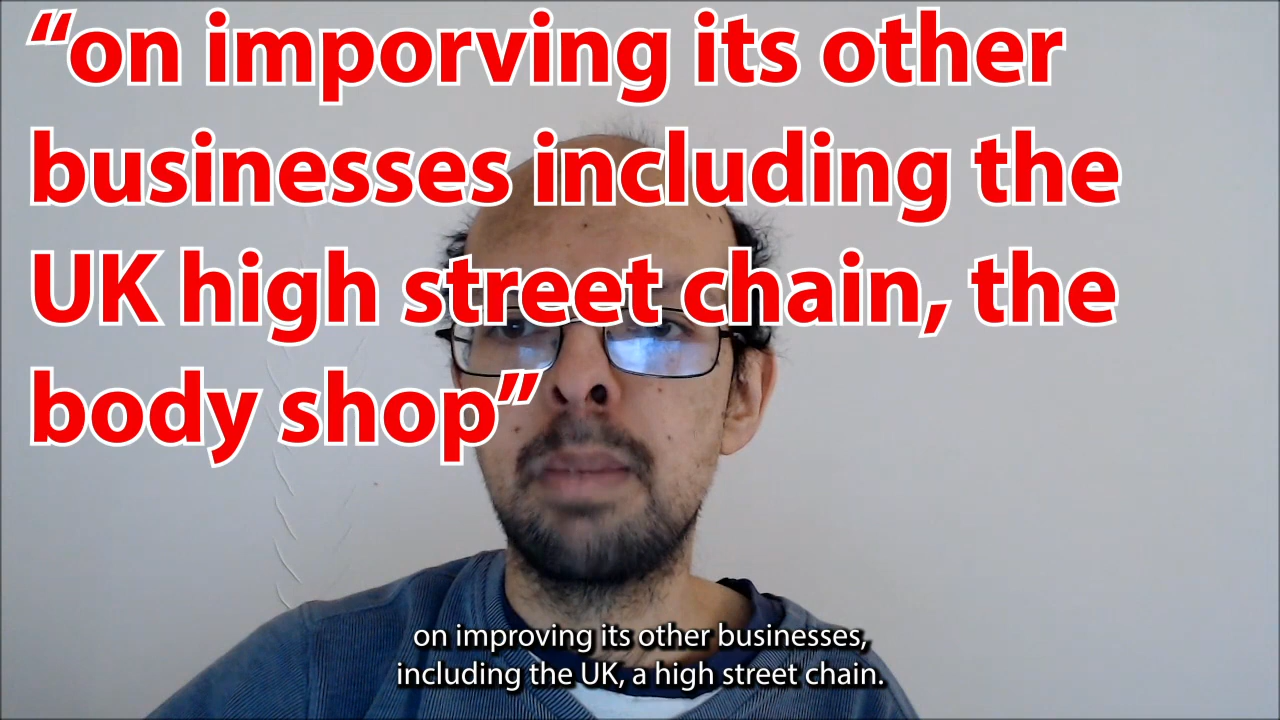 “on imporving its other
businesses including the
UK high street chain, the
body shop”
on improving its other businesses,
including the UK, a high street chain.